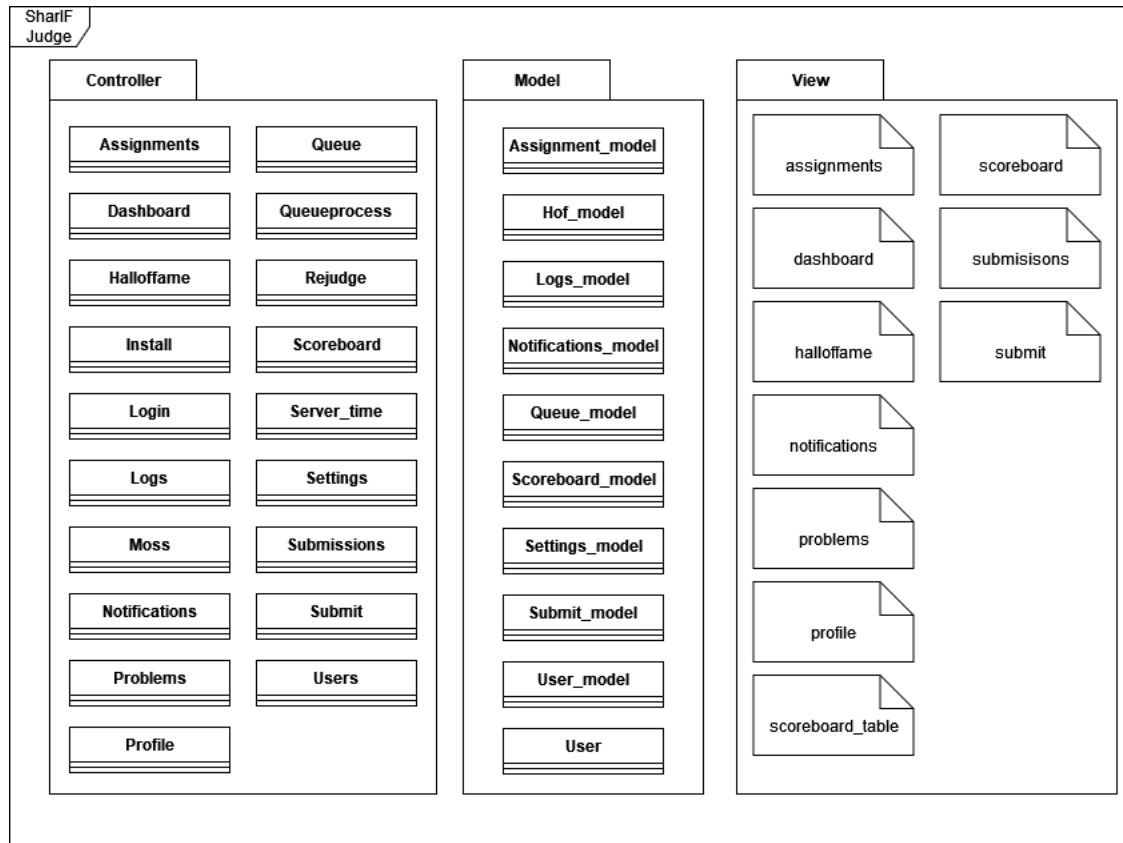 SharIF
Judge
Controller
Assignments
Dashboard
Halloffame
Install
Login
Logs
Moss
Notifications
Problems
Profile
Queue
Queueprocess
Rejudge
Scoreboard
Server_time
Settings
Submissions
Submit
Users
Model
Assignment_model
Hof_model
Logs_model
Notifications_model
Queue_model
Scoreboard_model
Settings_model
Submit_model
User_model
User
View
assignments
dashboard
halloffame
notifications
problems
profile
scoreboard_table
scoreboard
submisisons
submit